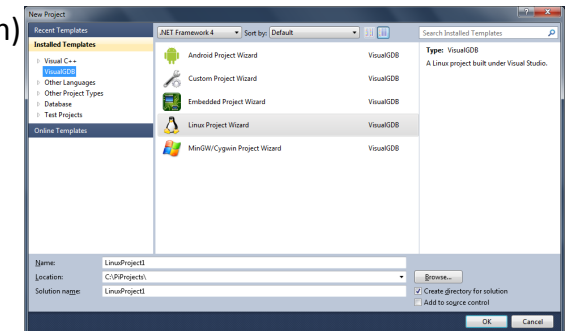 n)
New Project
Recent Templates
.NET Framework 4
Sort by: Default
Search Installed Templates
Installed Templates
Visual C++
VisualGDB
Other Languages
Other Project Types
Database
Test Projects
Online Templates
Android Project Wizard VisualGDB
Custom Project Wizard VisualGDB
Embedded Project Wizard VisualGDB
Linux Project Wizard VisualGDB
MinGW/Cygwin Project Wizard VisualGDB
Type: VisualGDB
A Linux project built under Visual Studio.
Name: LinuxProject1
Location: C:\PiProjects\
Browse...
Solution name: LinuxProject1
Create directory for solution
Add to source control
OK Cancel